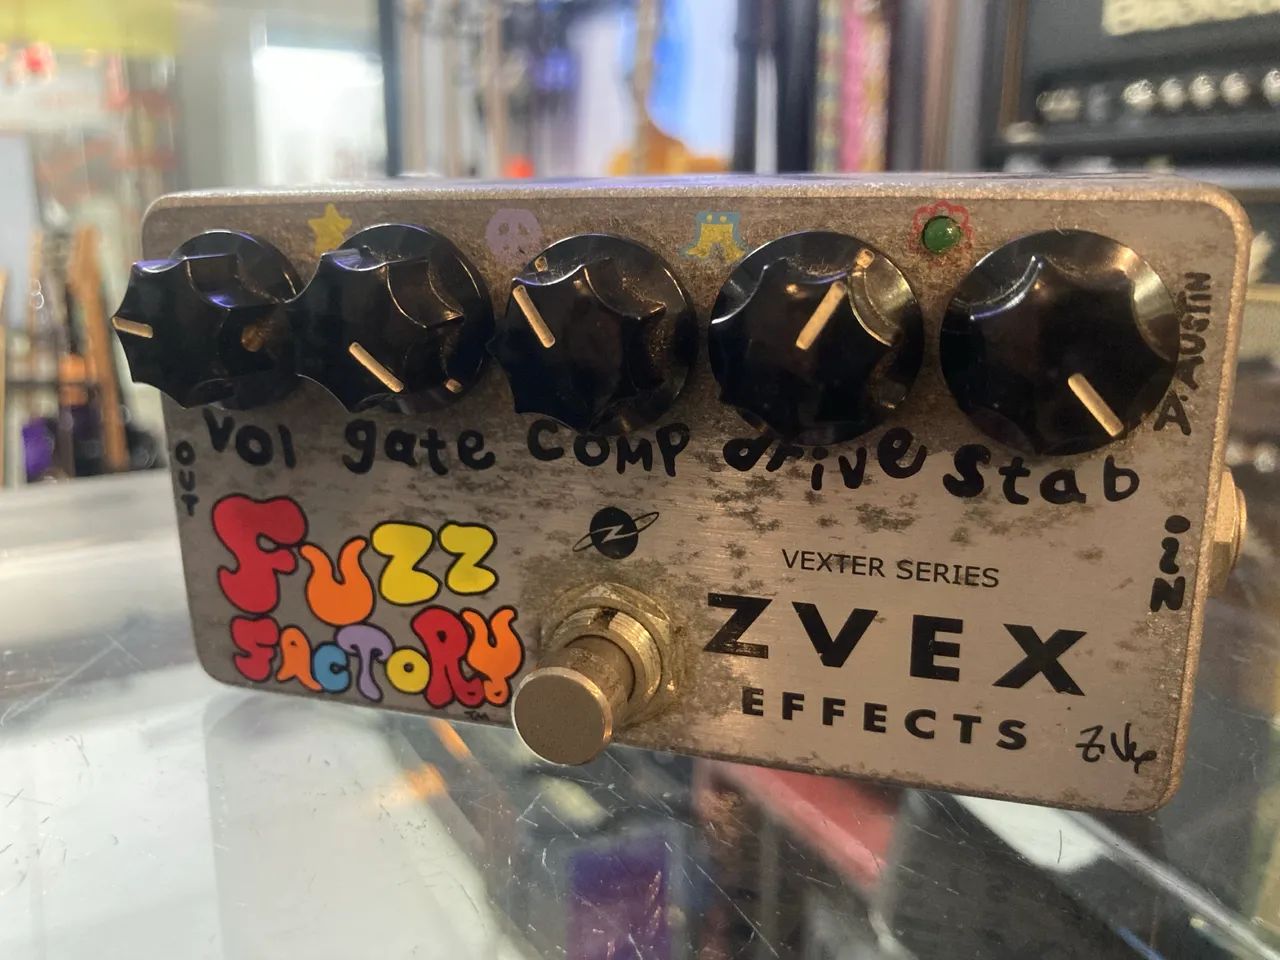 Vol gate COMP drive Stab
OUT
IN
A. AUSTIN
FUZZ
FACTORY
TM
VEXTER SERIES
ZVEX
EFFECTS